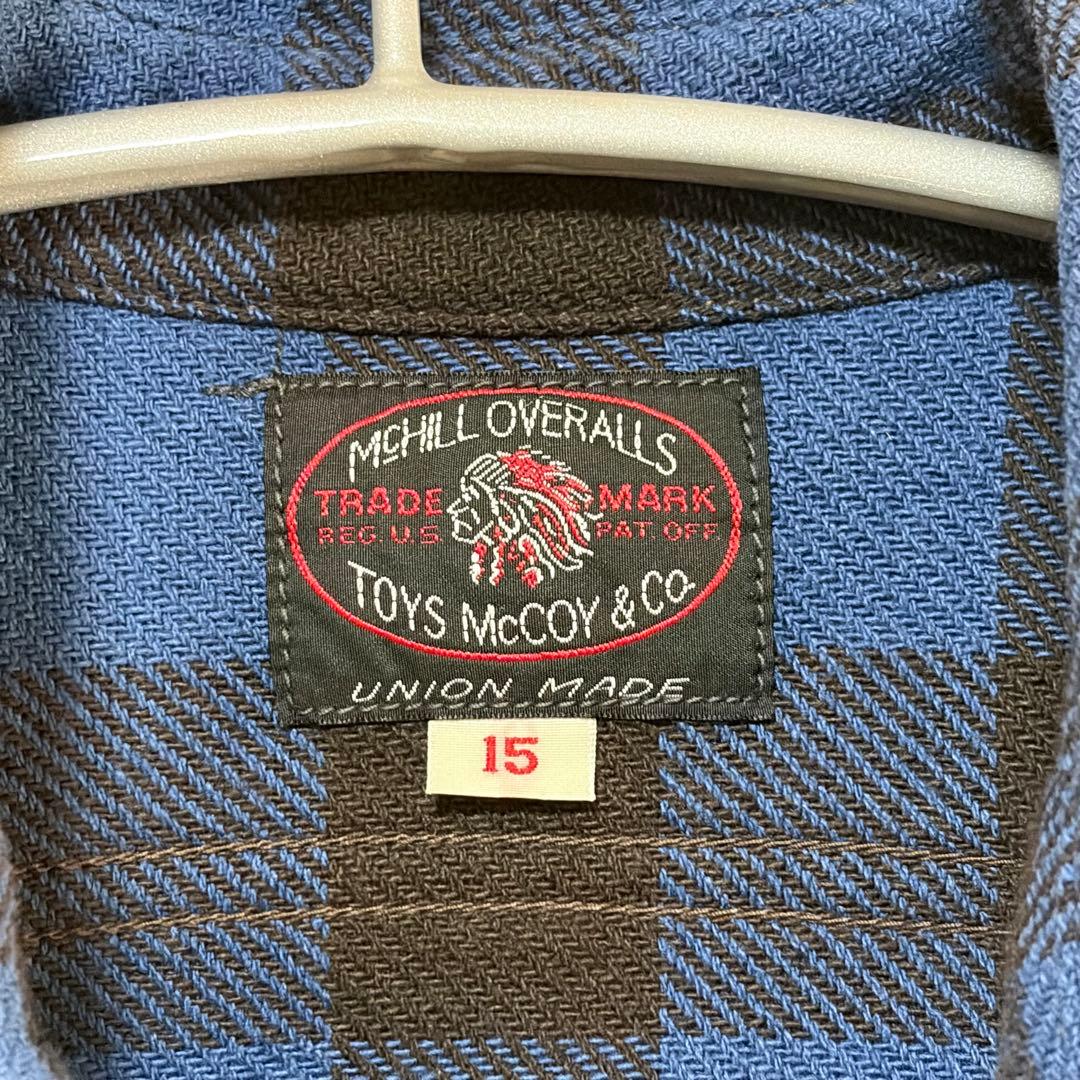 McHILL OVERALLS
TRADE MARK
REG. U.S. PAT. OFF
TOYS McCOY & Co.
UNION MADE
15